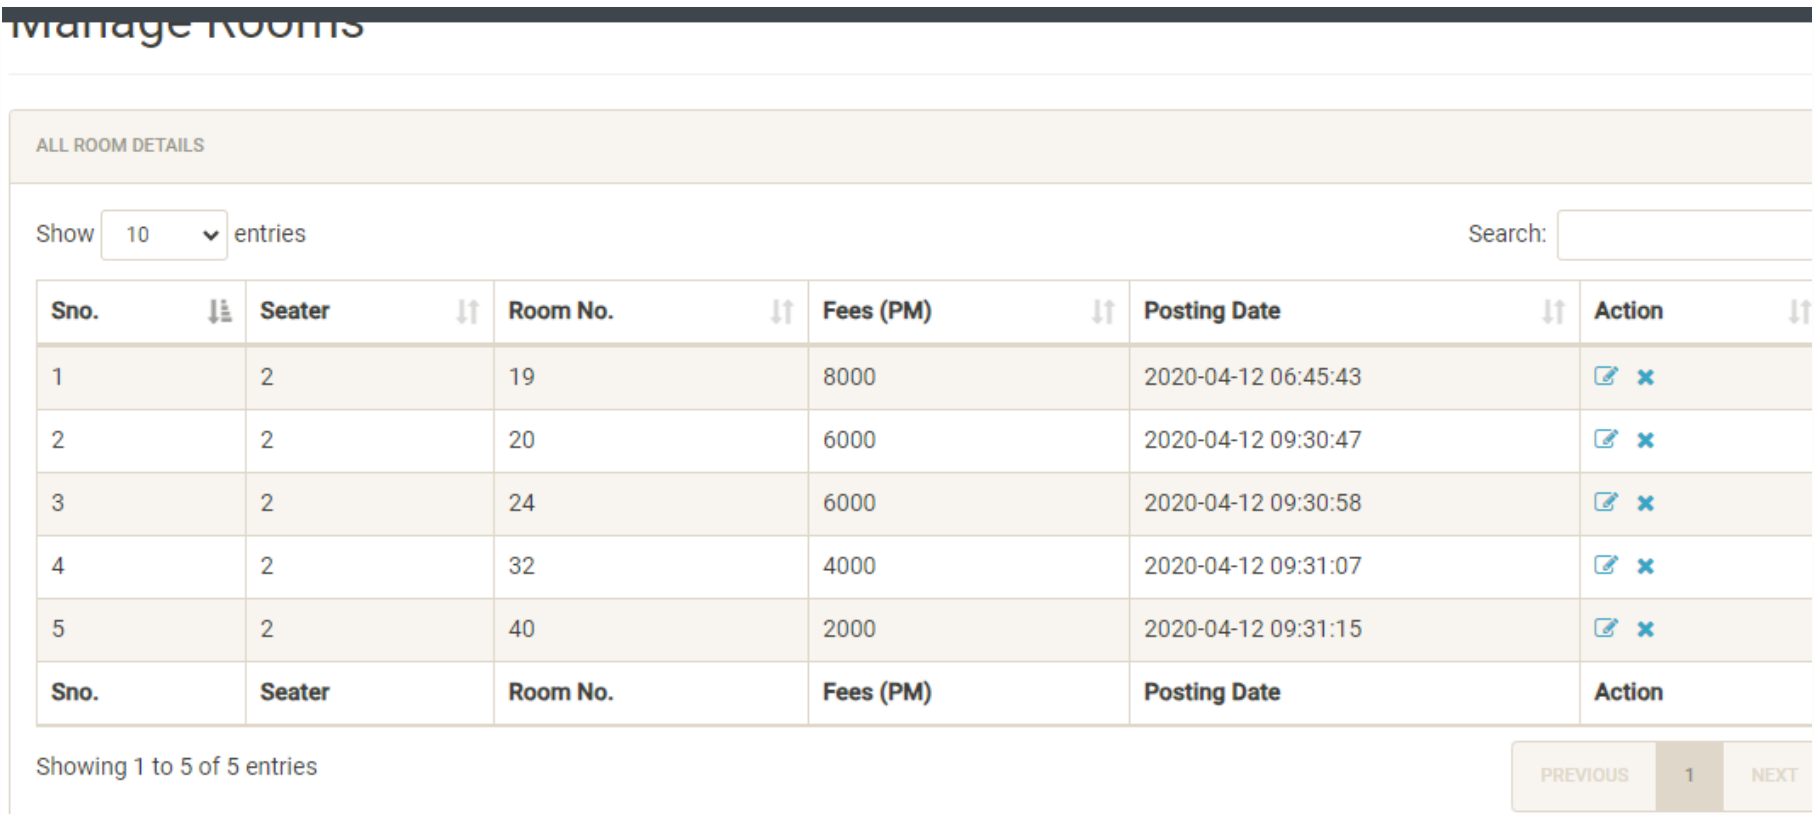 Manage Rooms
ALL ROOM DETAILS
Show 10 entries
Search:
Sno. Seater Room No. Fees (PM) Posting Date Action
1 2 19 8000 2020-04-12 06:45:43
2 2 20 6000 2020-04-12 09:30:47
3 2 24 6000 2020-04-12 09:30:58
4 2 32 4000 2020-04-12 09:31:07
5 2 40 2000 2020-04-12 09:31:15
Sno. Seater Room No. Fees (PM) Posting Date Action
Showing 1 to 5 of 5 entries
PREVIOUS 1 NEXT